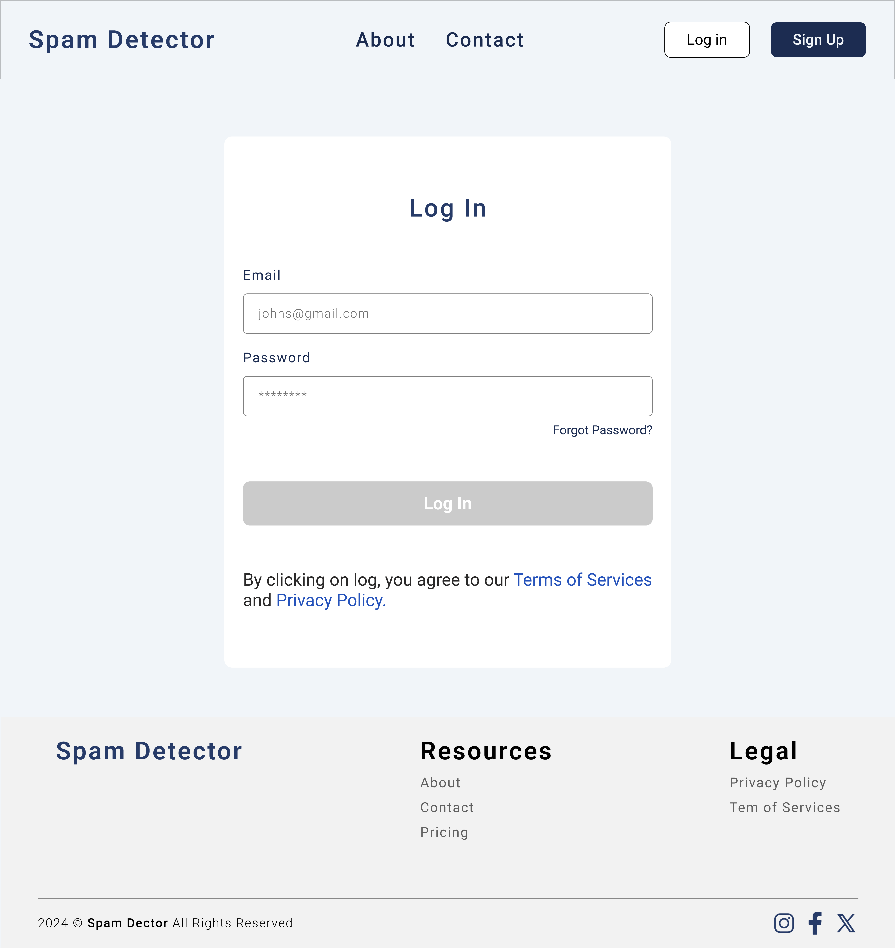 Spam Detector About Contact Log in Sign Up
Log In
Email
johns@gmail.com
Password
********
Forgot Password?
Log In
By clicking on log, you agree to our Terms of Services
and Privacy Policy.
Spam Detector
Resources
About
Contact
Pricing
Legal
Privacy Policy
Tem of Services
2024 © Spam Dector All Rights Reserved